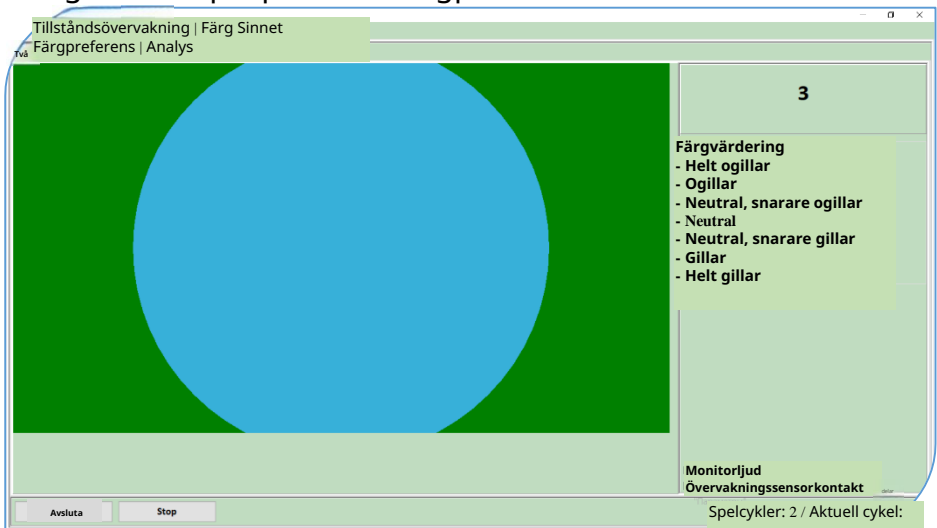 Tillståndsövervakning | Färg Sinnet
Färgpreferens | Analys
Två
3
Färgvärdering
- Helt ogillar
- Ogillar
- Neutral, snarare ogillar
- Neutral
- Neutral, snarare gillar
- Gillar
- Helt gillar
Monitorljud
Övervakningssensorkontakt
Avsluta
Stop
Spelcykler: 2 / Aktuell cykel: